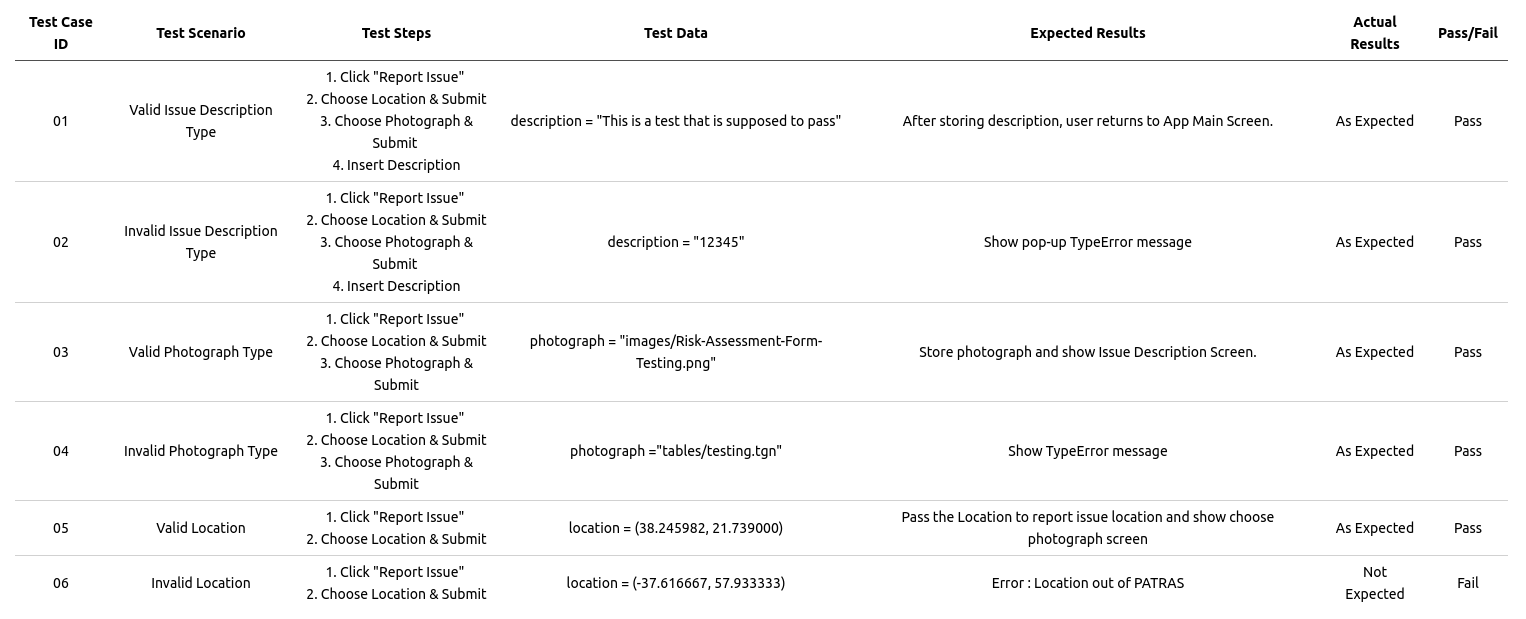 Test Case ID
Test Scenario
Test Steps
Test Data
Expected Results
Actual Results
Pass/Fail
01
Valid Issue Description
Type
1. Click "Report Issue"
2. Choose Location & Submit
3. Choose Photograph &
Submit
4. Insert Description
description = "This is a test that is supposed to pass"
After storing description, user returns to App Main Screen.
As Expected
Pass
02
Invalid Issue Description
Type
1. Click "Report Issue"
2. Choose Location & Submit
3. Choose Photograph &
Submit
4. Insert Description
description = "12345"
Show pop-up TypeError message
As Expected
Pass
03
Valid Photograph Type
1. Click "Report Issue"
2. Choose Location & Submit
3. Choose Photograph &
Submit
photograph = "images/Risk-Assessment-Form-
Testing.png"
Store photograph and show Issue Description Screen.
As Expected
Pass
04
Invalid Photograph Type
1. Click "Report Issue"
2. Choose Location & Submit
3. Choose Photograph &
Submit
photograph ="tables/testing.tgn"
Show TypeError message
As Expected
Pass
05
Valid Location
1. Click "Report Issue"
2. Choose Location & Submit
location = (38.245982, 21.739000)
Pass the Location to report issue location and show choose
photograph screen
As Expected
Pass
06
Invalid Location
1. Click "Report Issue"
2. Choose Location & Submit
location = (-37.616667, 57.933333)
Error : Location out of PATRAS
Not
Expected
Fail